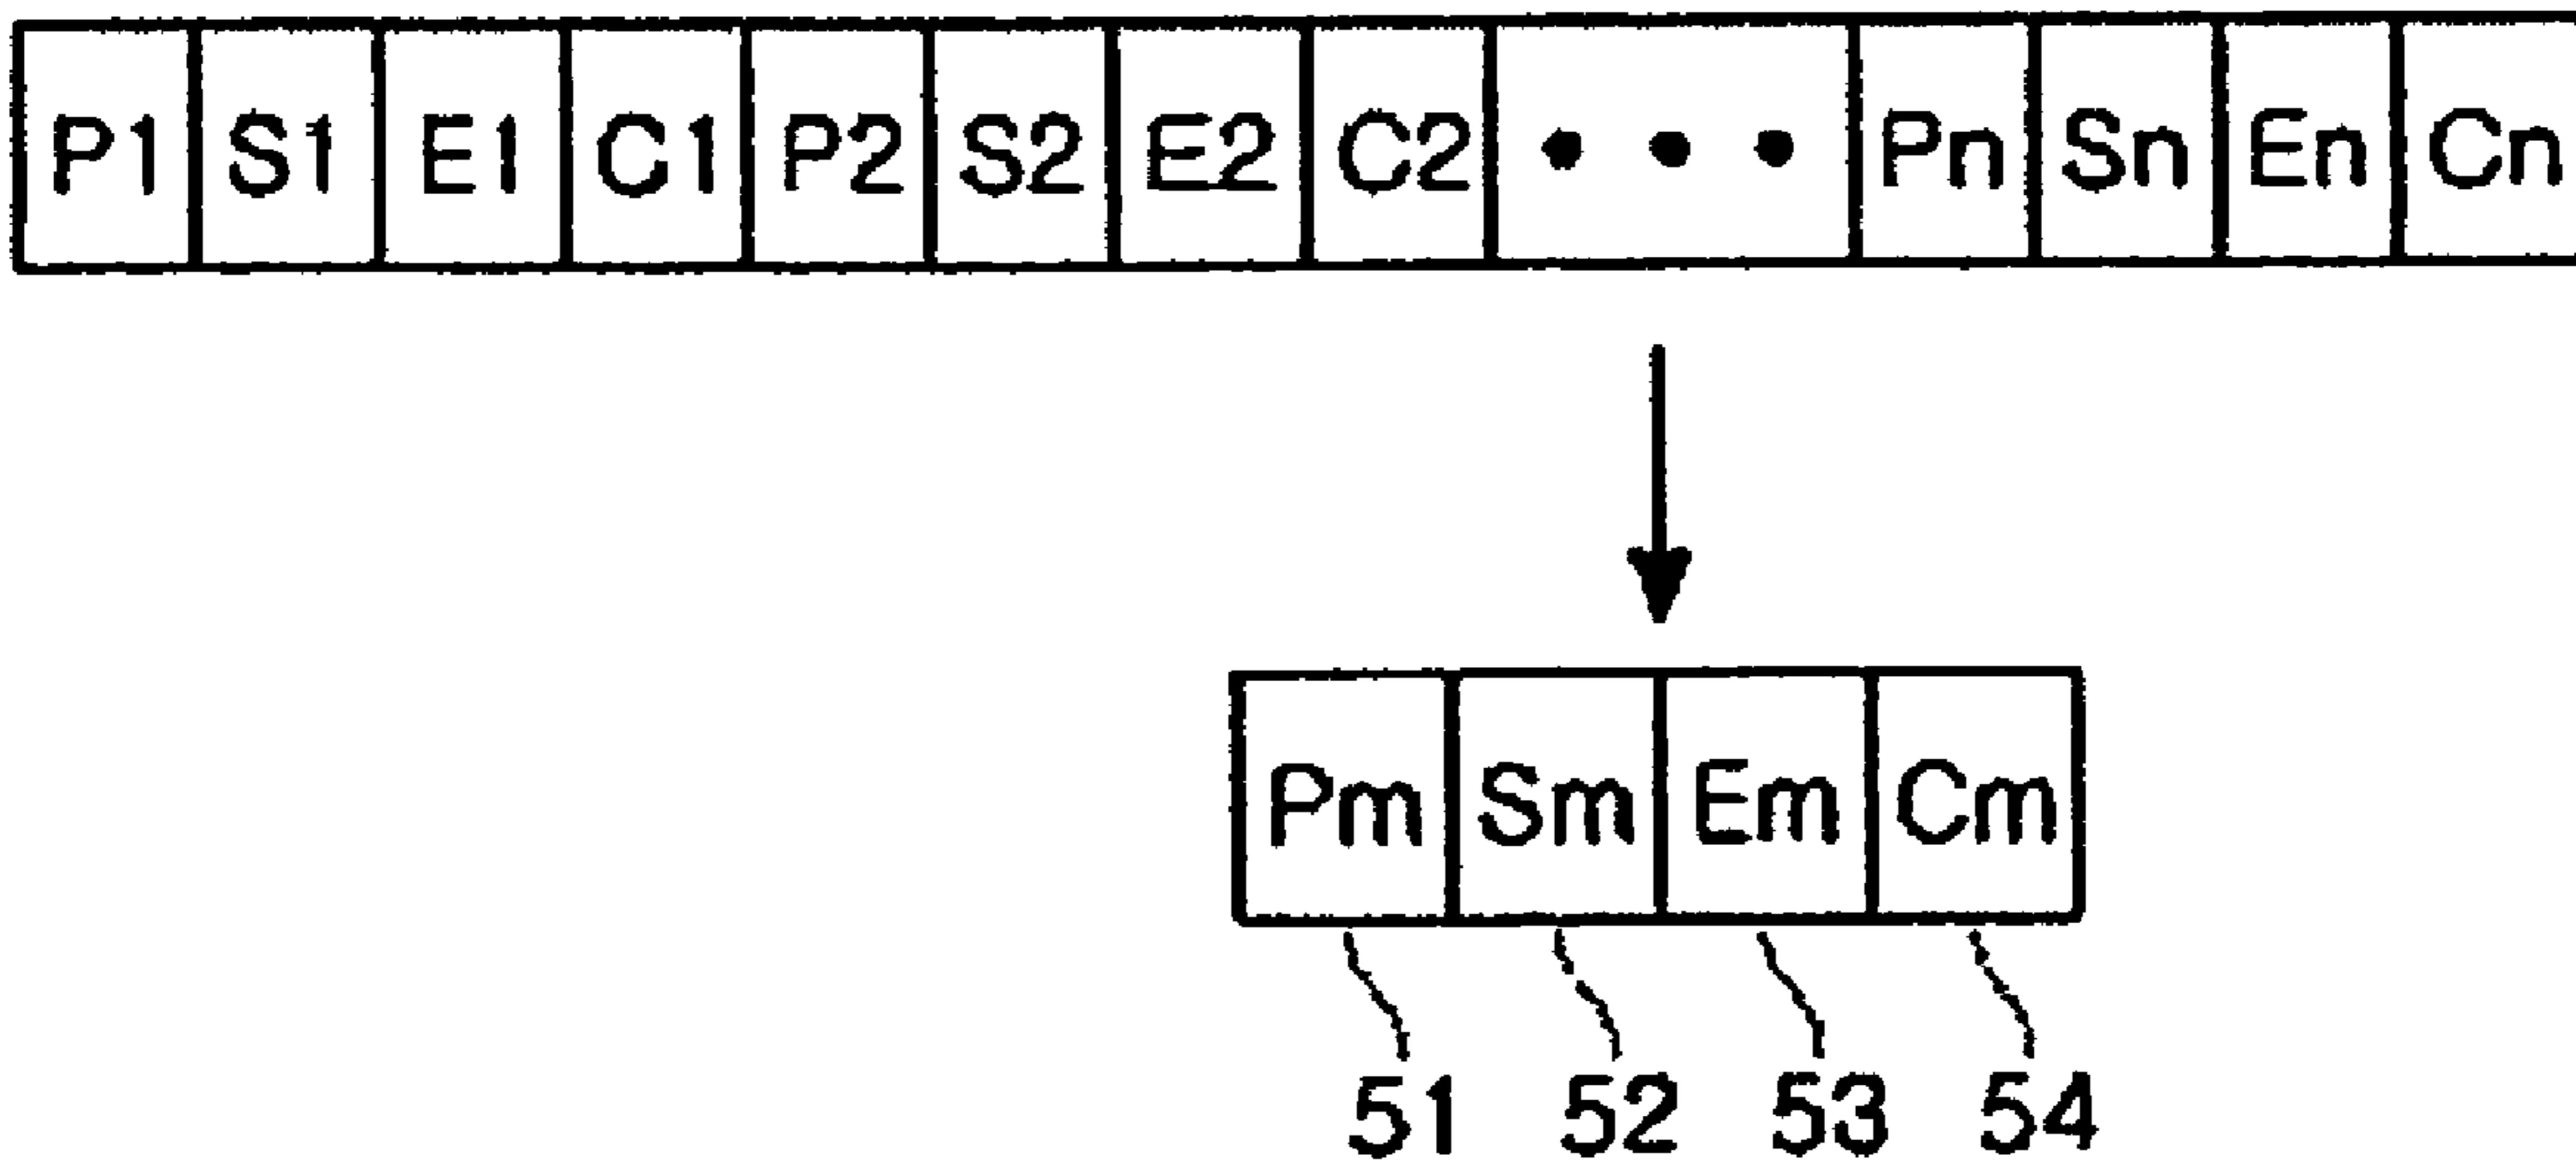 P1 S1 E1 C1 P2 S2 E2 C2 • • • Pn Sn En Cn
Pm Sm Em Cm
51 52 53 54